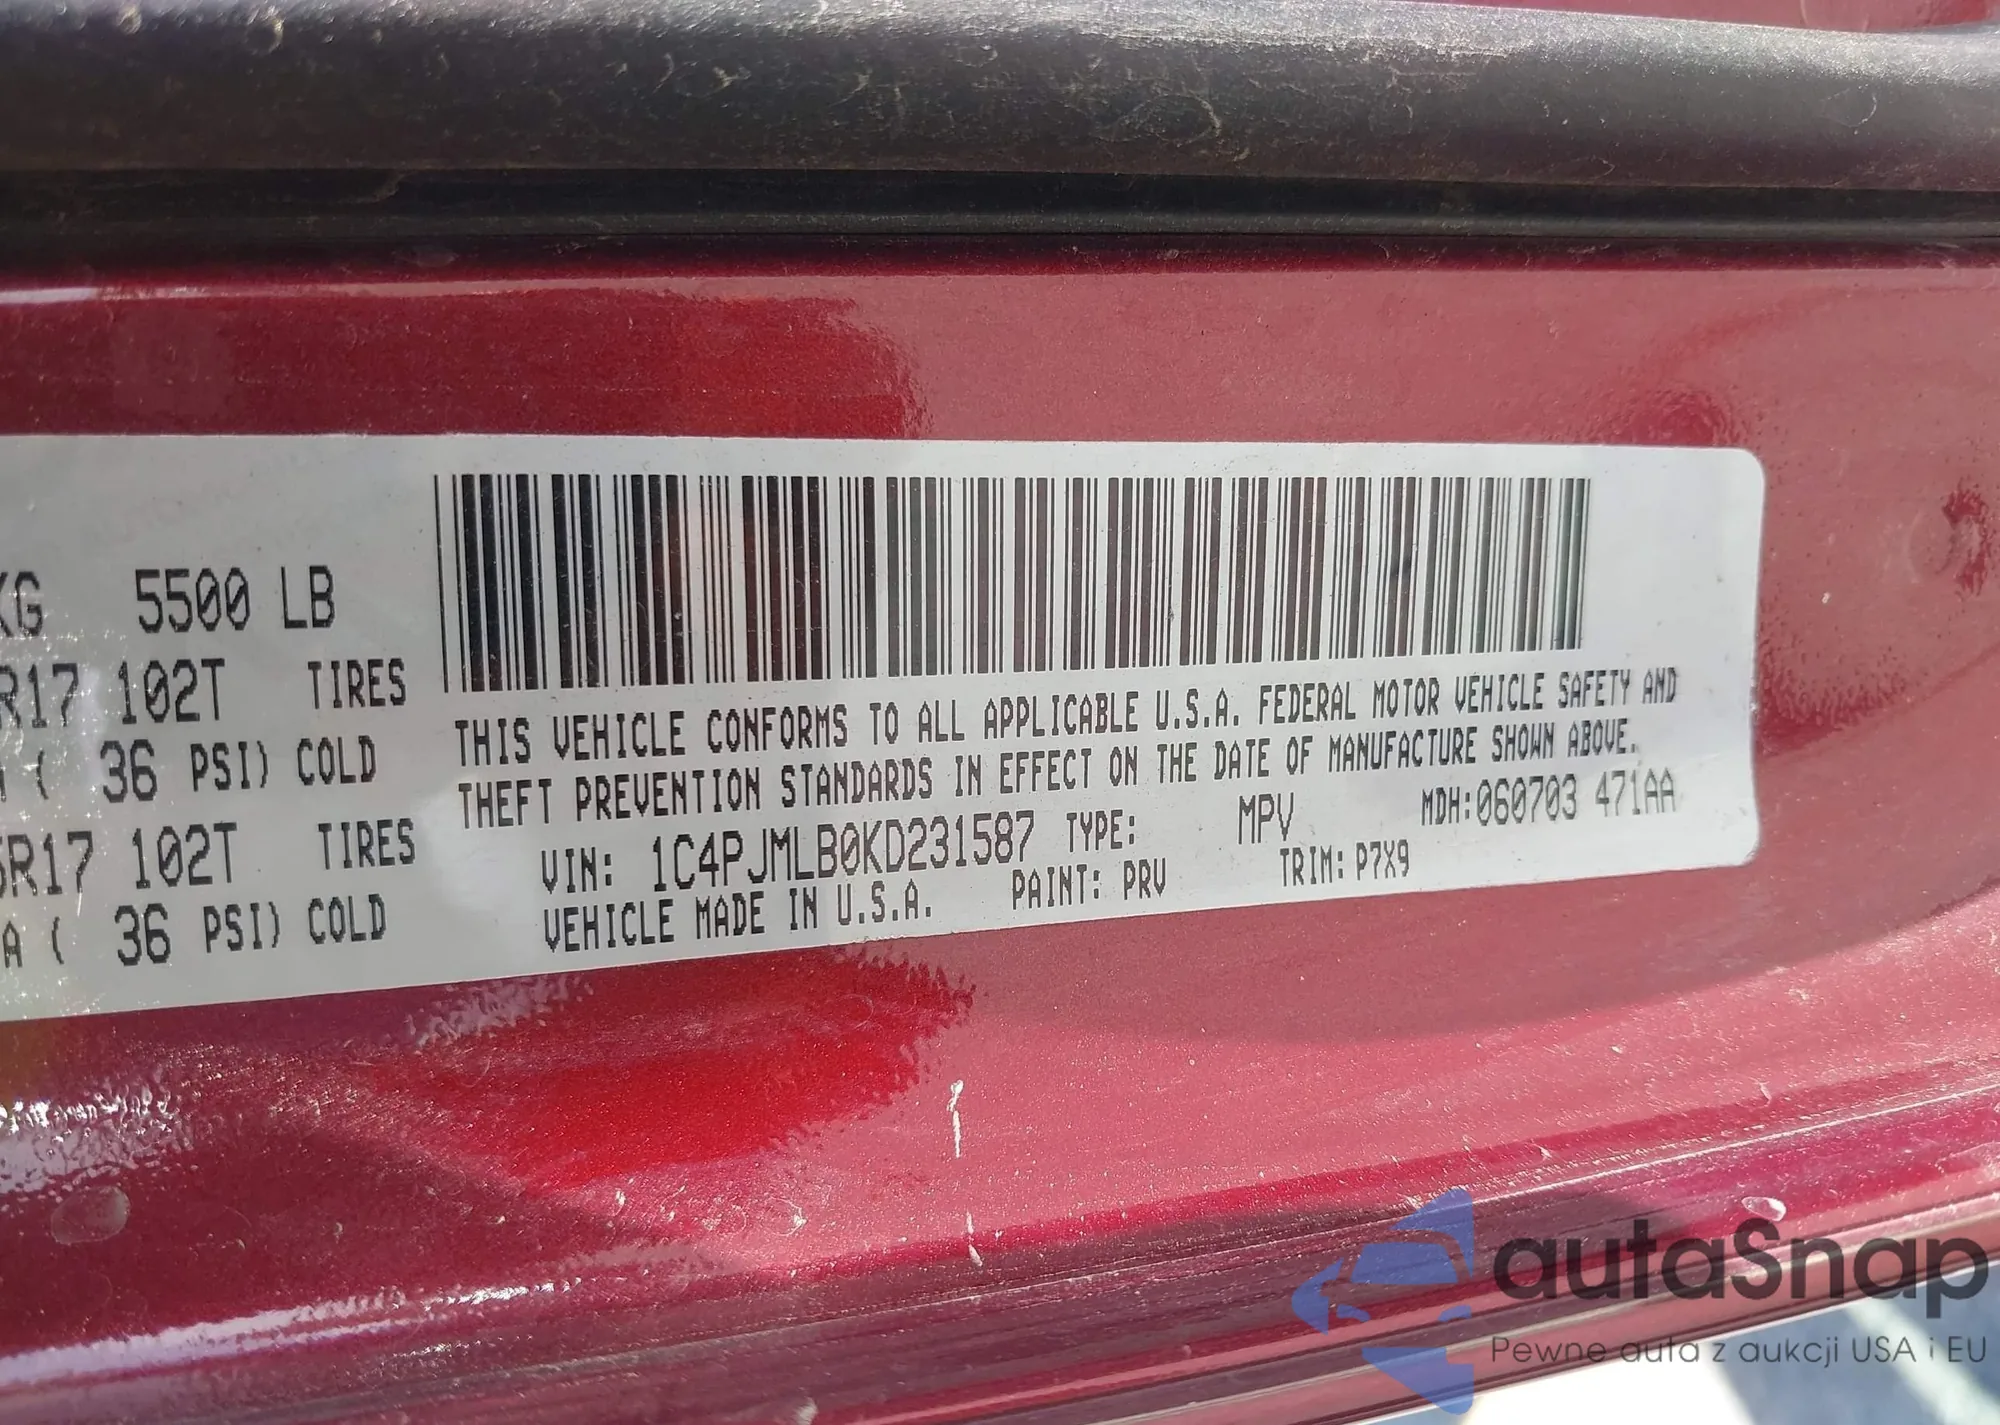 KG 5500 LB
R17 102T TIRES
( 36 PSI) COLD
5R17 102T TIRES
A ( 36 PSI) COLD
THIS VEHICLE CONFORMS TO ALL APPLICABLE U.S.A. FEDERAL MOTOR VEHICLE SAFETY AND
THEFT PREVENTION STANDARDS IN EFFECT ON THE DATE OF MANUFACTURE SHOWN ABOVE.
VIN: 1C4PJMLB0KD231587 TYPE: MPV MDH:060703 471AA
VEHICLE MADE IN U.S.A. PAINT: PRV TRIM: P7X9
autaSnap
Pewne auta z aukcji USA i EU